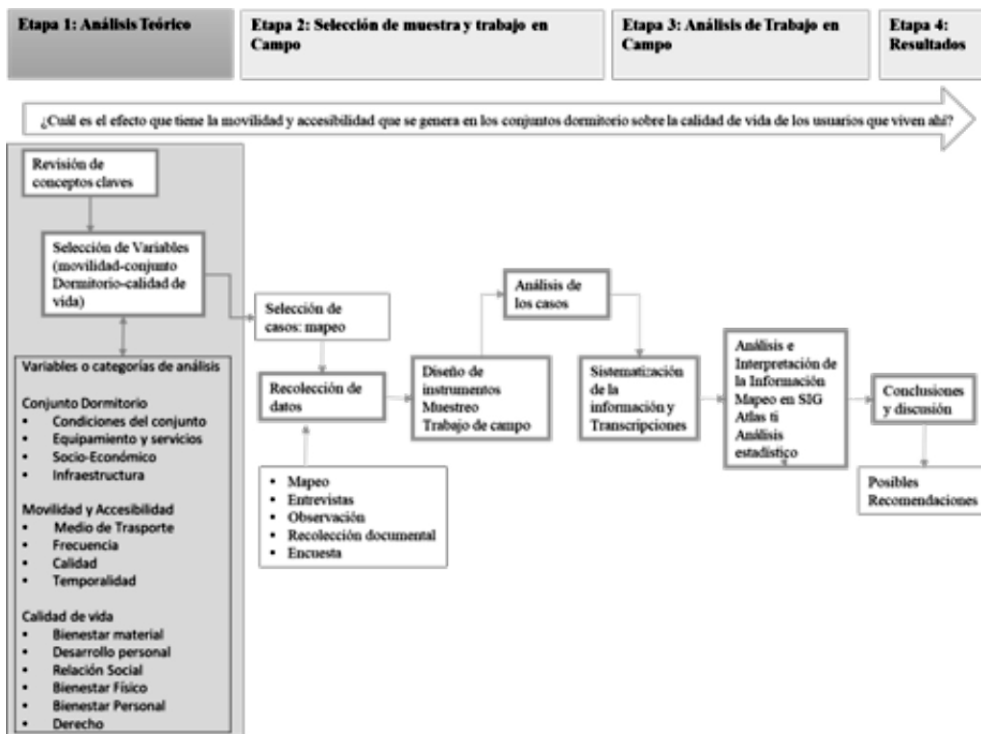 Etapa 1: Análisis Teórico
Etapa 2: Selección de muestra y trabajo en
Campo
Etapa 3: Análisis de Trabajo en
Campo
Etapa 4:
Resultados
¿Cuál es el efecto que tiene la movilidad y accesibilidad que se genera en los conjuntos dormitorio sobre la calidad de vida de los usuarios que viven ahí?
Revisión de
conceptos claves
Selección de Variables
(movilidad-conjunto
Dormitorio-calidad de
vida)
Variables o categorías de análisis
Conjunto Dormitorio
• Condiciones del conjunto
• Equipamiento y servicios
• Socio-Económico
• Infraestructura
Movilidad y Accesibilidad
• Medio de Trasporte
• Frecuencia
• Calidad
• Temporalidad
Calidad de vida
• Bienestar material
• Desarrollo personal
• Relación Social
• Bienestar Físico
• Bienestar Personal
• Derecho
Selección de
casos: mapeo
Recolección de
datos
• Mapeo
• Entrevistas
• Observación
• Recolección documental
• Encuesta
Diseño de
instrumentos
Muestreo
Trabajo de campo
Análisis de
los casos
Sistematización
de la
información y
Transcripciones
Análisis e
Interpretación de
la Información
Mapeo en SIG
Atlas ti
Análisis
estadístico
Conclusiones
y discusión
Posibles
Recomendaciones